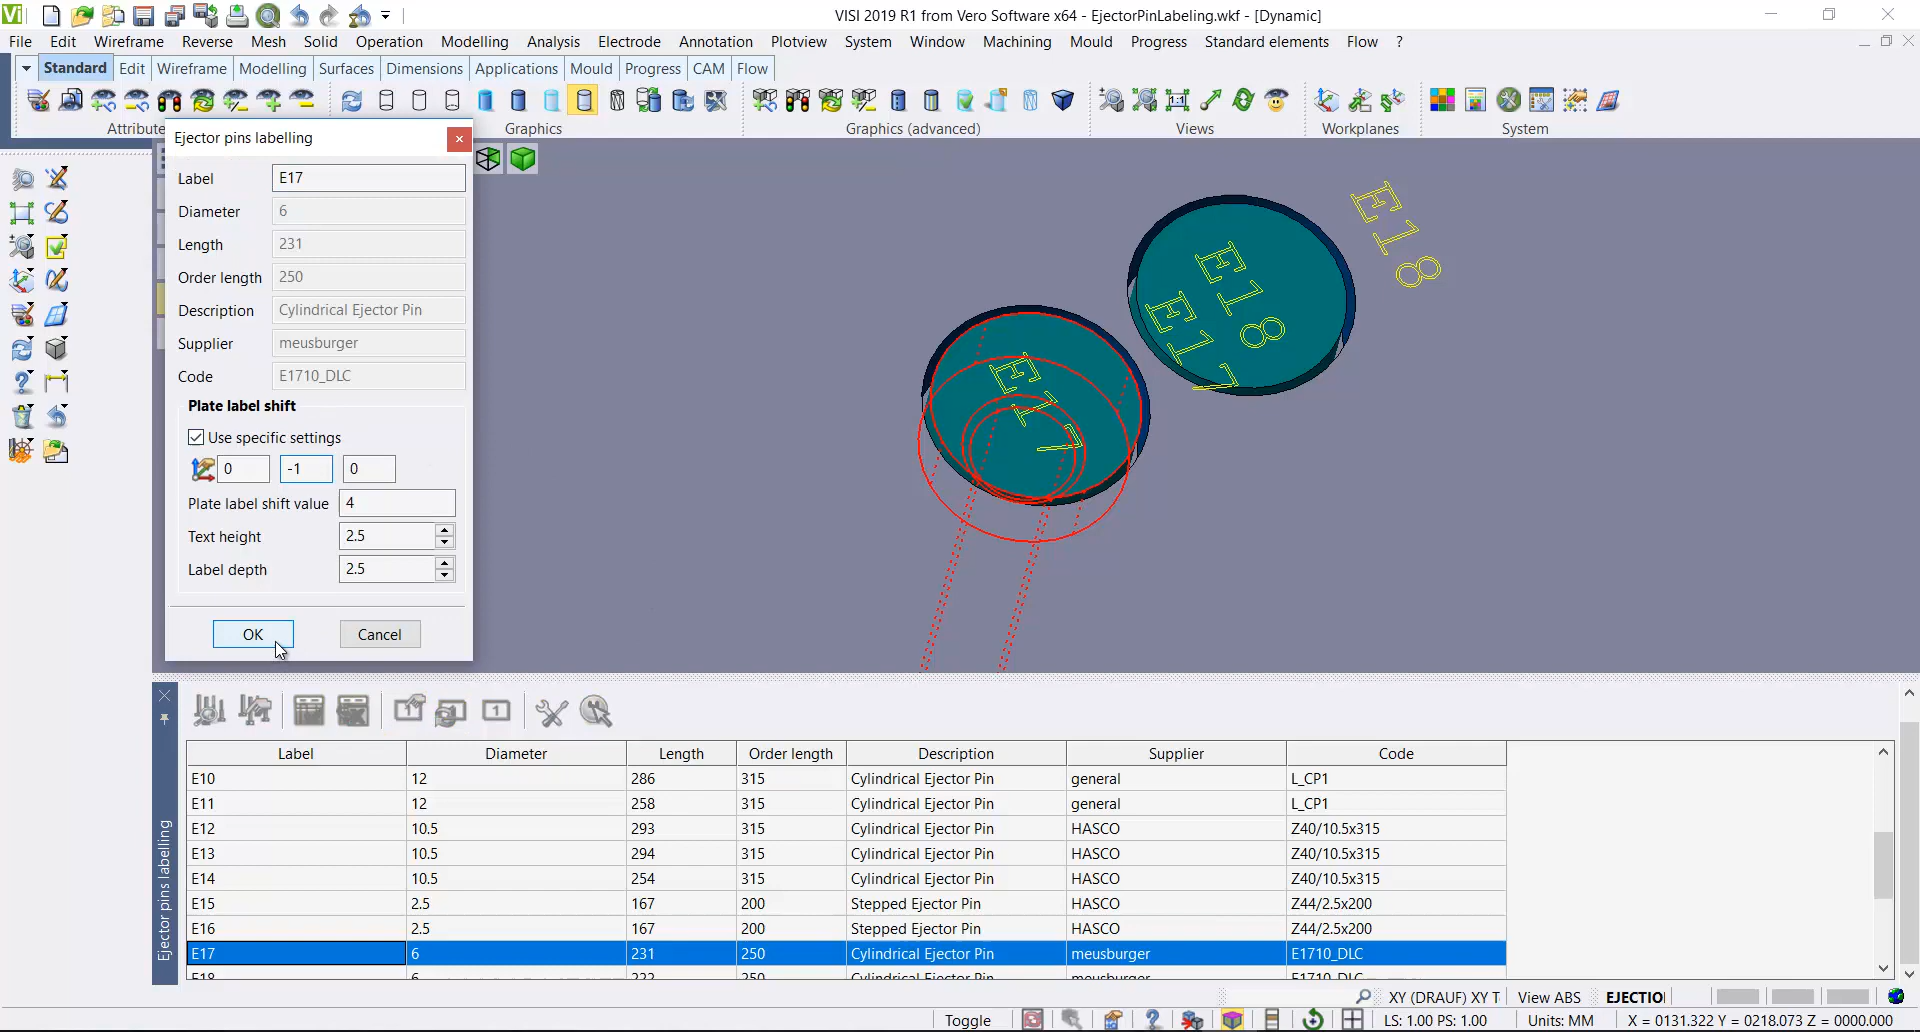 Vi
VISI 2019 R1 from Vero Software x64 - EjectorPinLabeling.wkf - [Dynamic]
File Edit Wireframe Reverse Mesh Solid Operation Modelling Analysis Electrode Annotation Plotview System Window Machining Mould Progress Standard elements Flow ?
Standard Edit Wireframe Modelling Surfaces Dimensions Applications Mould Progress CAM Flow
Graphics Graphics (advanced) Views Workplanes System
Ejector pins labelling
Label E17
Diameter 6
Length 231
Order length 250
Description Cylindrical Ejector Pin
Supplier meusburger
Code E1710_DLC
Plate label shift
Use specific settings
0 -1 0
Plate label shift value 4
Text height 2.5
Label depth 2.5
OK Cancel
E18
E18
E17
E17
Ejector pins labelling
Label Diameter Length Order length Description Supplier Code
E10 12 286 315 Cylindrical Ejector Pin general L_CP1
E11 12 258 315 Cylindrical Ejector Pin general L_CP1
E12 10.5 293 315 Cylindrical Ejector Pin HASCO Z40/10.5x315
E13 10.5 294 315 Cylindrical Ejector Pin HASCO Z40/10.5x315
E14 10.5 254 315 Cylindrical Ejector Pin HASCO Z40/10.5x315
E15 2.5 167 200 Stepped Ejector Pin HASCO Z44/2.5x200
E16 2.5 167 200 Stepped Ejector Pin HASCO Z44/2.5x200
E17 6 231 250 Cylindrical Ejector Pin meusburger E1710_DLC
E18 6 250 Cylindrical Ejector Pin meusburger E1710_DLC
XY (DRAUF) XY T View ABS EJECTIO
Toggle LS: 1.00 PS: 1.00 Units: MM X = 0131.322 Y = 0218.073 Z = 0000.000